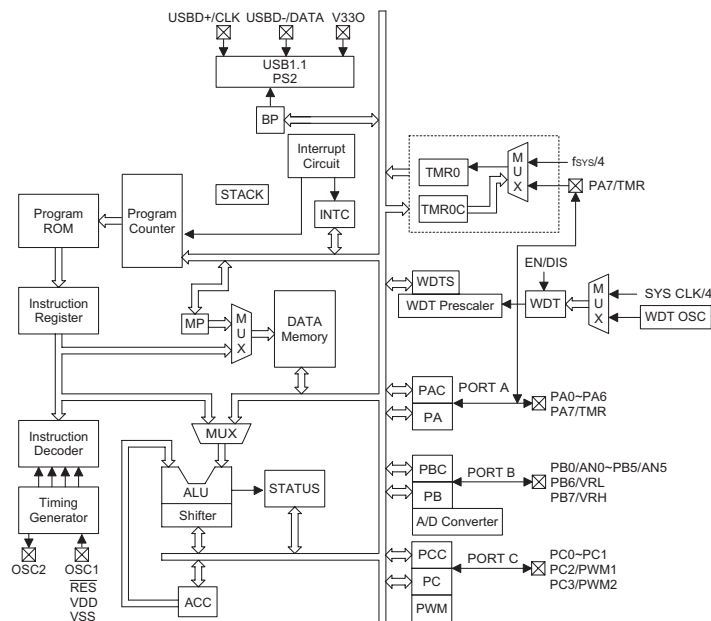 USBD+/CLK USBD-/DATA V33O
USB1.1
PS2
BP
Interrupt
Circuit
STACK
INTC
Program
ROM
Program
Counter
Instruction
Register
MP
MUX
DATA
Memory
MUX
Instruction
Decoder
ALU
Shifter
STATUS
Timing
Generator
OSC2 OSC1
RES
VDD
VSS
ACC
TMR0
TMR0C
MUX
fSYS/4
PA7/TMR
EN/DIS
WDTS
WDT Prescaler
WDT
MUX
SYS CLK/4
WDT OSC
PAC
PA
PORT A
PA0~PA6
PA7/TMR
PBC
PB
A/D Converter
PORT B
PB0/AN0~PB5/AN5
PB6/VRL
PB7/VRH
PCC
PC
PWM
PORT C
PC0~PC1
PC2/PWM1
PC3/PWM2